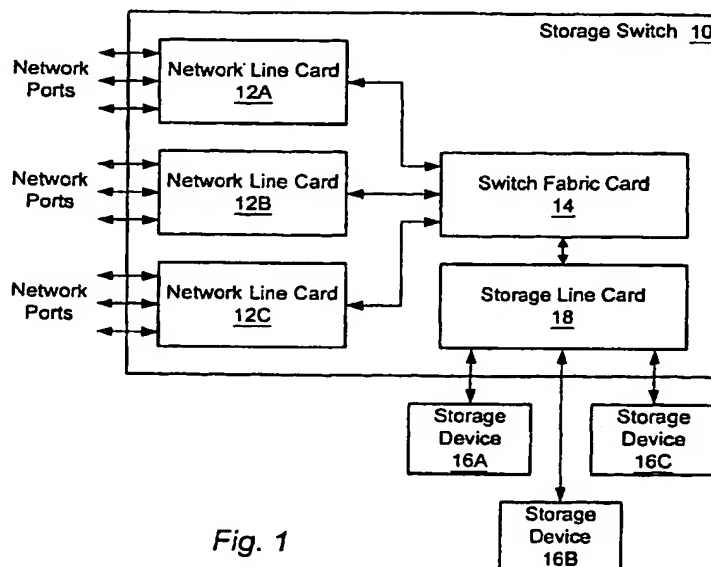 Storage Switch 10
Network
Ports
Network Line Card
12A
Network
Ports
Network Line Card
12B
Switch Fabric Card
14
Network
Ports
Network Line Card
12C
Storage Line Card
18
Storage
Device
16A
Storage
Device
16C
Storage
Device
16B
Fig. 1